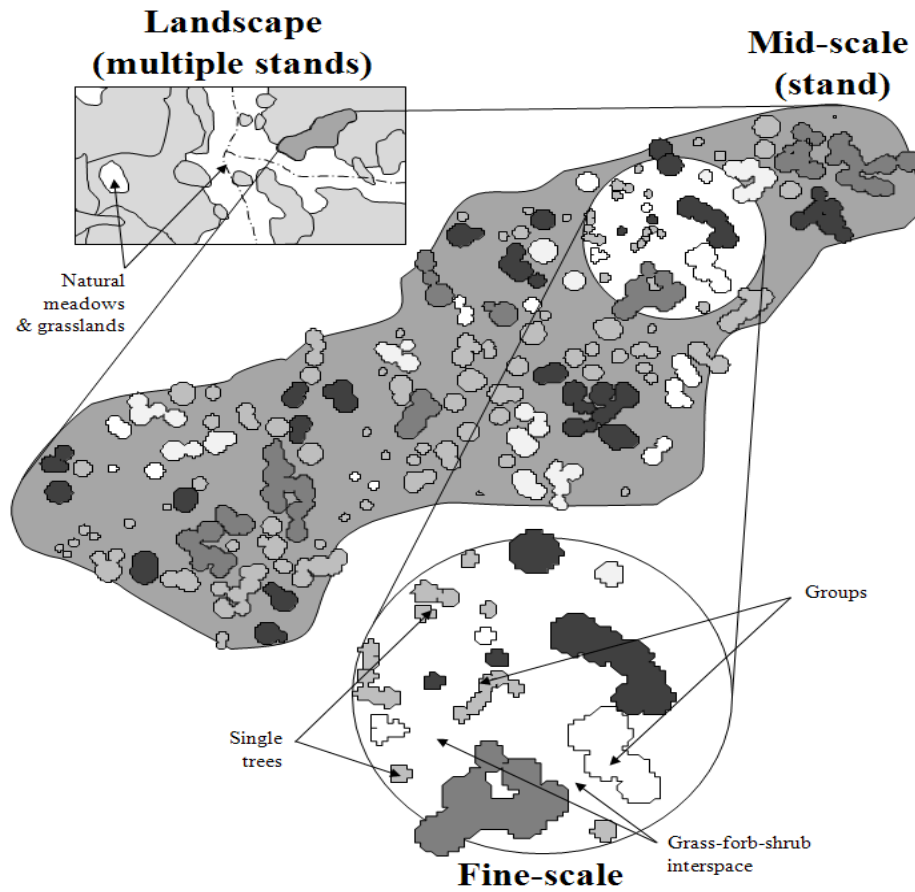 Landscape
(multiple stands)
Mid-scale
(stand)
Natural
meadows
& grasslands
Groups
Single
trees
Grass-forb-shrub
interspace
Fine-scale